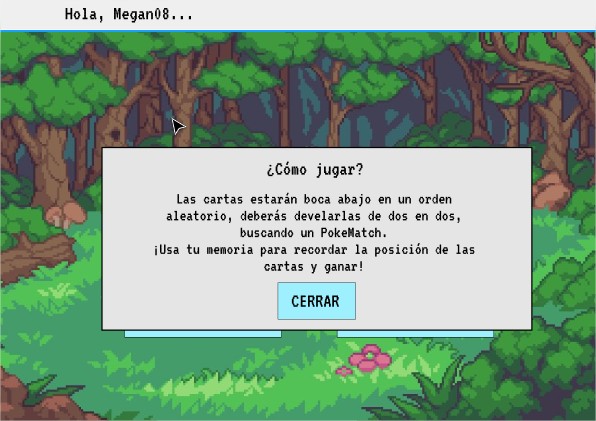 Hola, Megan08...
¿Cómo jugar?
Las cartas estarán boca abajo en un orden
aleatorio, deberás develarlas de dos en dos,
buscando un PokeMatch.
¡Usa tu memoria para recordar la posición de las
cartas y ganar!
CERRAR